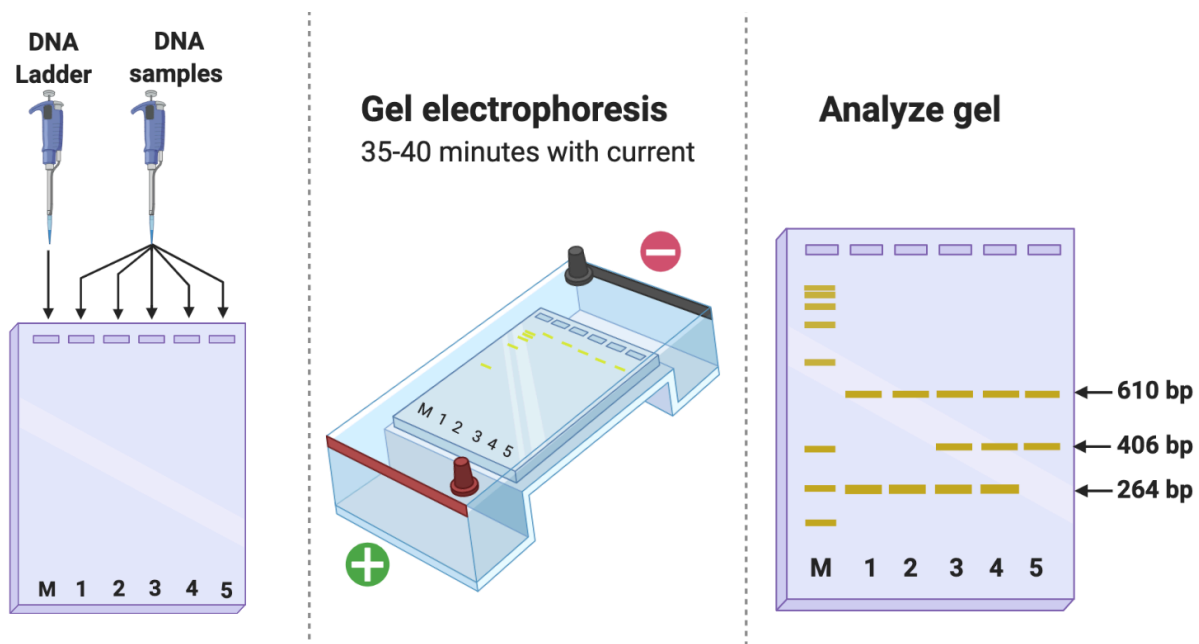 DNA
Ladder
DNA
samples
M 1 2 3 4 5
Gel electrophoresis
35-40 minutes with current
M 1 2 3 4 5
Analyze gel
610 bp
406 bp
264 bp
M 1 2 3 4 5